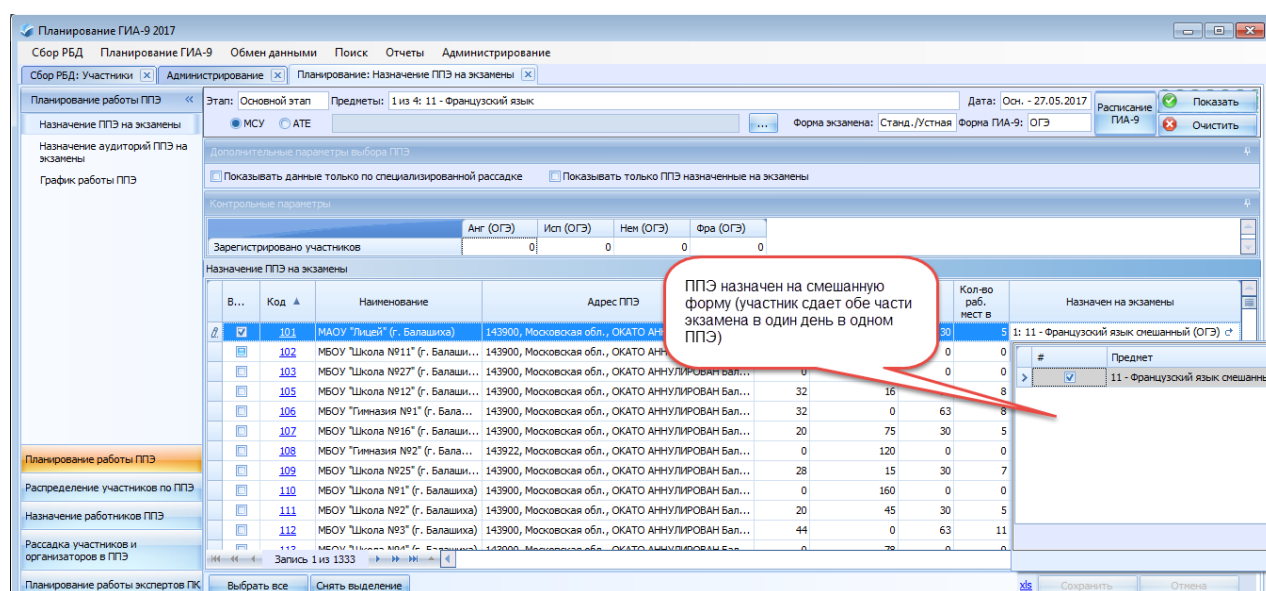 Планирование ГИА-9 2017
Сбор РБД Планирование ГИА-9 Обмен данными Поиск Отчеты Администрирование
Сбор РБД: Участники Администрирование Планирование: Назначение ППЭ на экзамены
Планирование работы ППЭ
Назначение ППЭ на экзамены
Назначение аудиторий ППЭ на
экзамены
График работы ППЭ
Планирование работы ППЭ
Распределение участников по ППЭ
Назначение работников ППЭ
Рассадка участников и
организаторов в ППЭ
Планирование работы экспертов ПК
Этап: Основной этап Предметы: 1 из 4: 11 - Французский язык Дата: Осн. - 27.05.2017
МСУ АТЕ ... Форма экзамена: Станд./Устная Форма ГИА-9: ОГЭ
Расписание
ГИА-9
Показать
Очистить
Дополнительные параметры выбора ППЭ
Показывать данные только по специализированной рассадке Показывать только ППЭ назначенные на экзамены
Контрольные параметры
Анг (ОГЭ) Исп (ОГЭ) Нем (ОГЭ) Фра (ОГЭ)
Зарегистрировано участников 0 0 0 0
Назначение ППЭ на экзамены
В... Код Наименование Адрес ППЭ
Кол-во
раб.
мест в
Назначен на экзамены
101 МАОУ "Лицей" (г. Балашиха) 143900, Московская обл., ОКАТО АН 30 5 1: 11 - Французский язык смешанный (ОГЭ)
102 МБОУ "Школа №11" (г. Балаши... 143900, Московская обл., ОКАТО АНН 0 0
103 МБОУ "Школа №27" (г. Балаши... 143900, Московская обл., ОКАТО АННУЛИРОВАН Бал... 0 0 0
105 МБОУ "Школа №12" (г. Балаши... 143900, Московская обл., ОКАТО АННУЛИРОВАН Бал... 32 16 8
106 МБОУ "Гимназия №1" (г. Бала... 143900, Московская обл., ОКАТО АННУЛИРОВАН Бал... 32 0 63 8
107 МБОУ "Школа №16" (г. Балаши... 143900, Московская обл., ОКАТО АННУЛИРОВАН Бал... 20 75 30 5
108 МБОУ "Гимназия №2" (г. Бала... 143922, Московская обл., ОКАТО АННУЛИРОВАН Бал... 0 120 0 0
109 МБОУ "Школа №25" (г. Балаши... 143900, Московская обл., ОКАТО АННУЛИРОВАН Бал... 28 15 30 7
110 МБОУ "Школа №1" (г. Балашиха) 143900, Московская обл., ОКАТО АННУЛИРОВАН Бал... 0 160 0 0
111 МБОУ "Школа №2" (г. Балашиха) 143900, Московская обл., ОКАТО АННУЛИРОВАН Бал... 20 45 30 5
112 МБОУ "Школа №3" (г. Балашиха) 143900, Московская обл., ОКАТО АННУЛИРОВАН Бал... 44 0 63 11
# Предмет
11 - Французский язык смешанны
ППЭ назначен на смешанную
форму (участник сдает обе части
экзамена в один день в одном
ППЭ)
Запись 1 из 1333
Выбрать все Снять выделение xls Сохранить Отмена